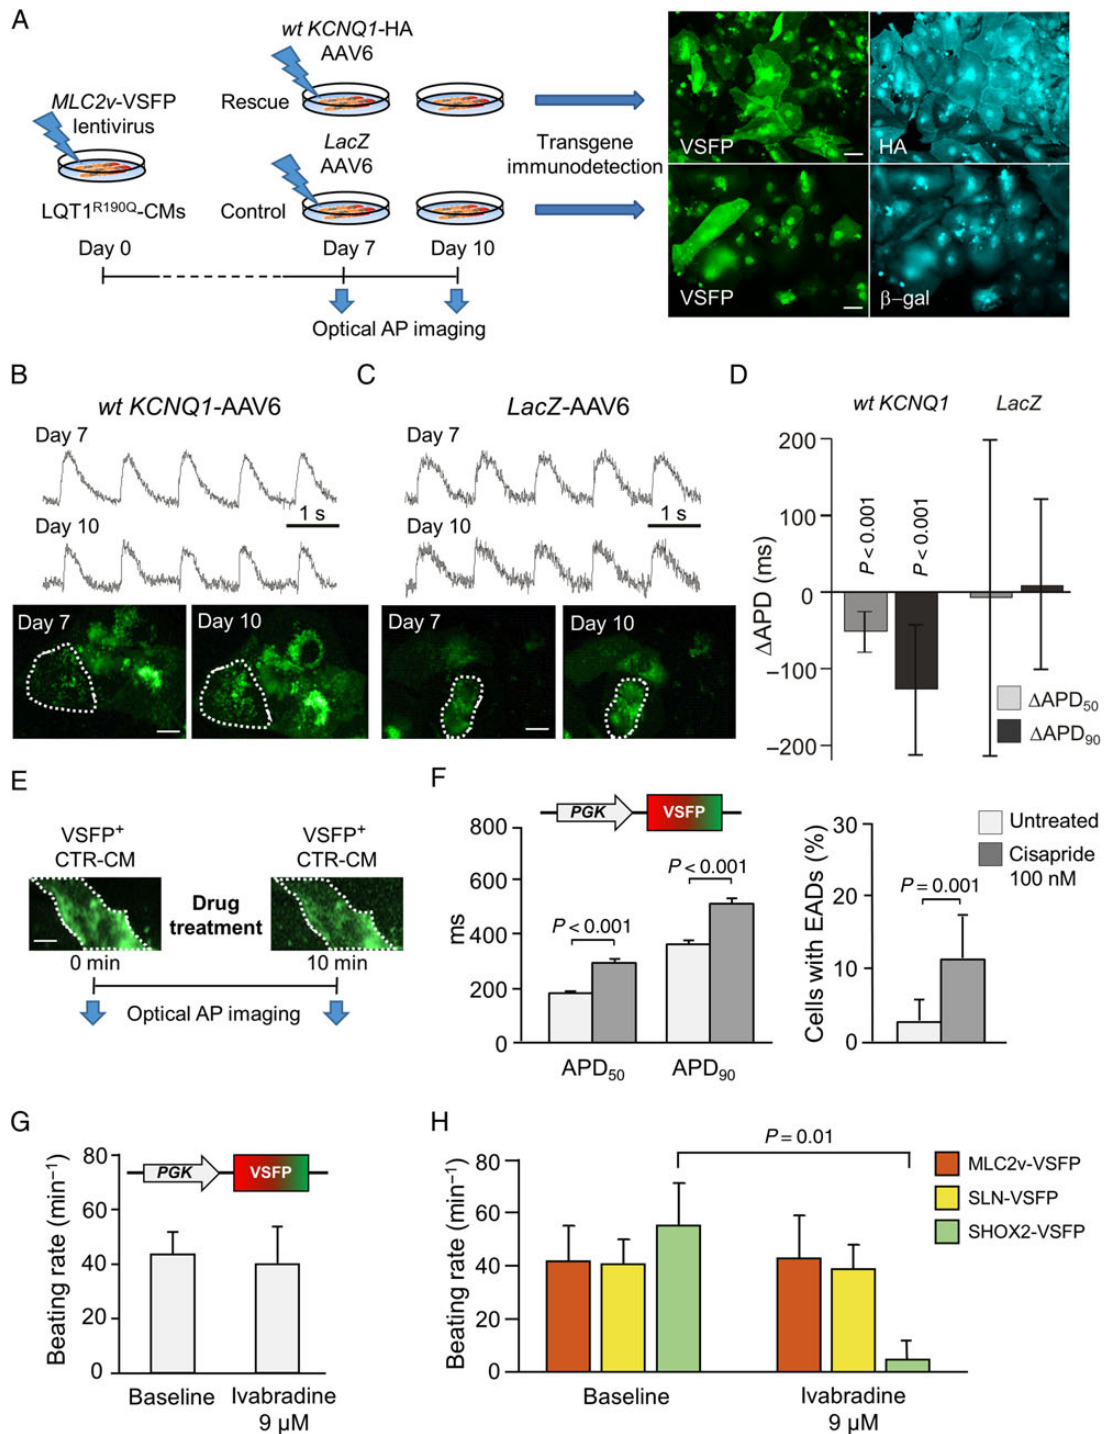 A
wt KCNQ1-HA
AAV6
MLC2v-VSFP
lentivirus
Rescue
LacZ
AAV6
Transgene
immunodetection
LQT1R190Q-CMs
Control
Day 0
Day 7
Day 10
Optical AP imaging
VSFP
HA
VSFP
β-gal
B
wt KCNQ1-AAV6
Day 7
Day 10
1 s
Day 7
Day 10
C
LacZ-AAV6
Day 7
Day 10
1 s
Day 7
Day 10
D
wt KCNQ1
LacZ
200
100
0
−100
−200
ΔAPD (ms)
P < 0.001
P < 0.001
ΔAPD50
ΔAPD90
E
VSFP+
CTR-CM
VSFP+
CTR-CM
Drug
treatment
0 min
10 min
Optical AP imaging
F
PGK
VSFP
800
600
400
200
0
ms
P < 0.001
P < 0.001
APD50
APD90
30
20
10
0
Cells with EADs (%)
P = 0.001
Untreated
Cisapride
100 nM
G
PGK
VSFP
80
60
40
20
0
Beating rate (min−1)
Baseline
Ivabradine
9 μM
H
P = 0.01
80
60
40
20
0
Beating rate (min−1)
Baseline
Ivabradine
9 μM
MLC2v-VSFP
SLN-VSFP
SHOX2-VSFP